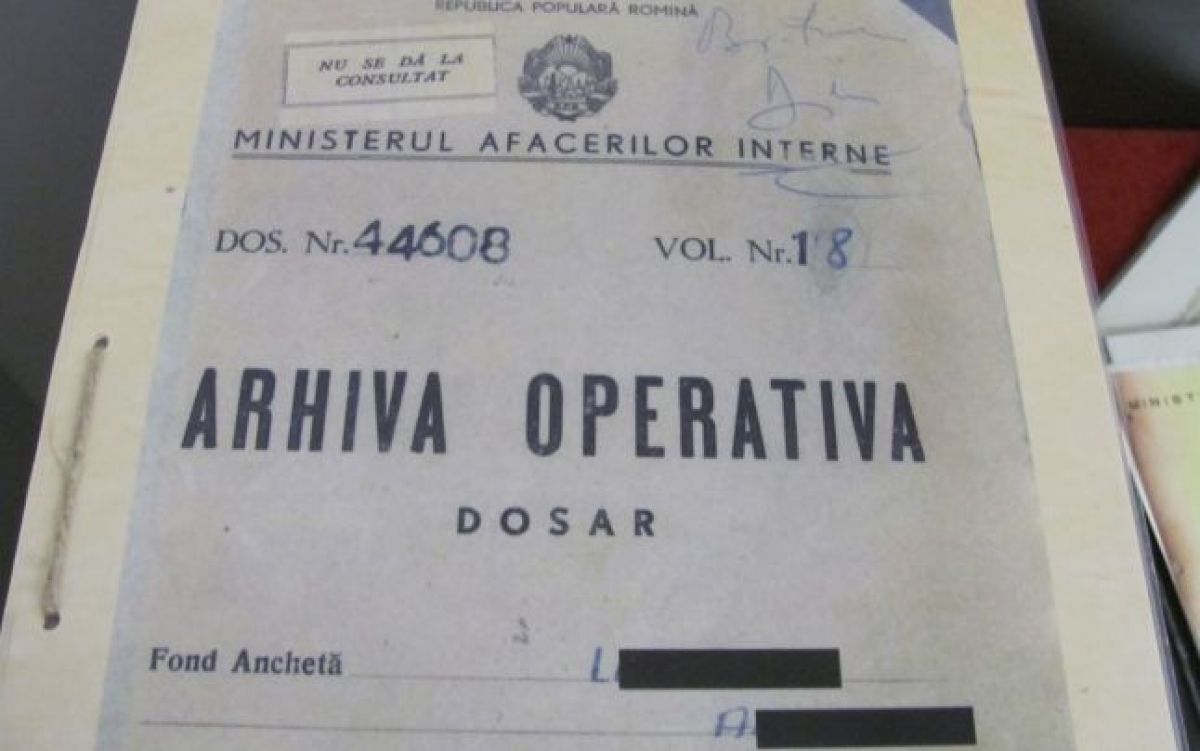 REPUBLICA POPULARĂ ROMÎNĂ
NU SE DĂ LA
CONSULTAT
R.P.R.
MINISTERUL AFACERILOR INTERNE
DOS. Nr. 44608
VOL. Nr. 18
ARHIVA OPERATIVA
DOSAR
Fond Anchetă L
A
MINIST